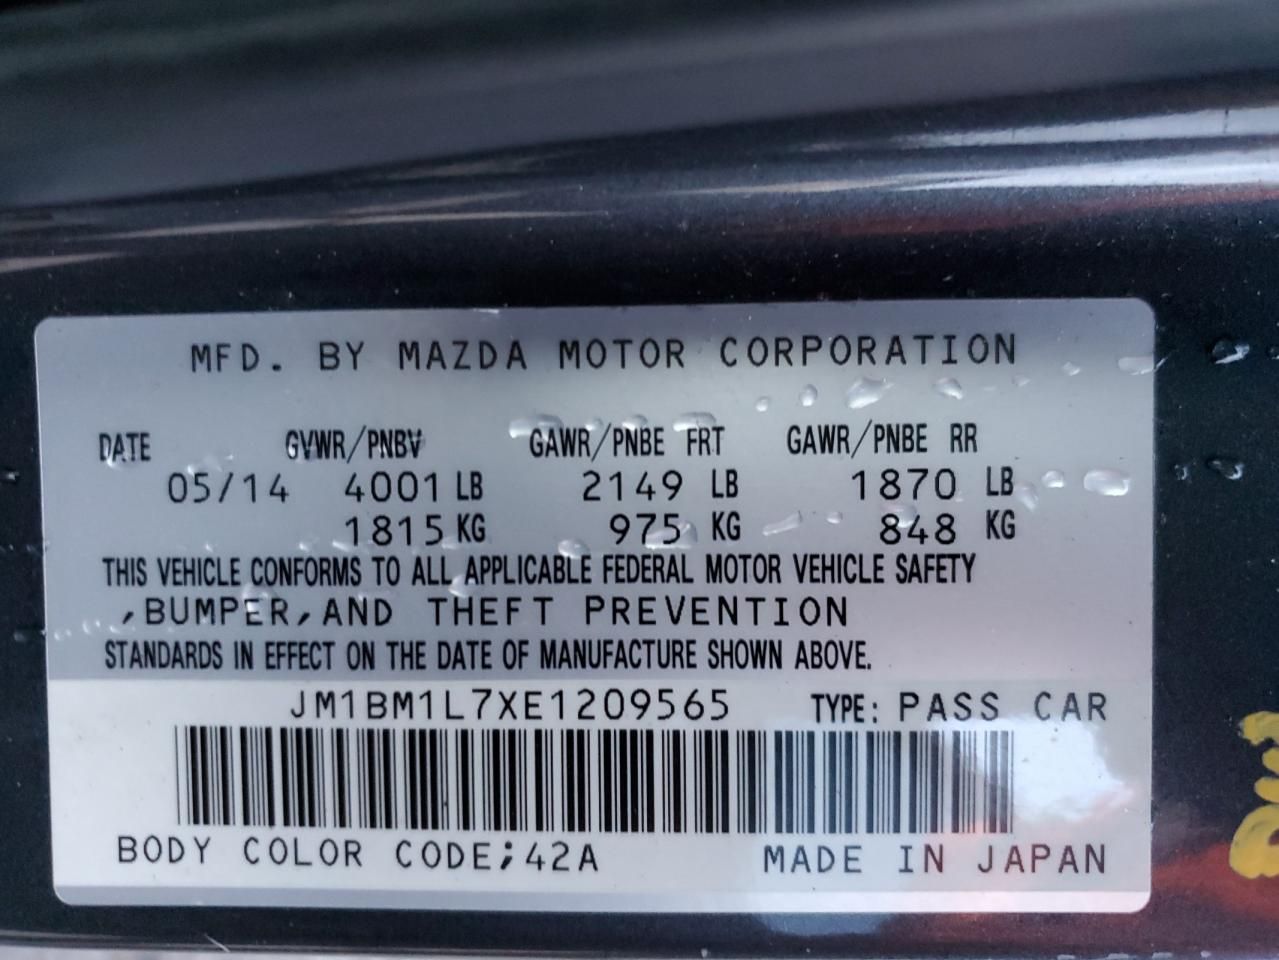 MFD. BY MAZDA MOTOR CORPORATION
DATE GVWR/PNBV GAWR/PNBE FRT GAWR/PNBE RR
05/14 4001 LB 2149 LB 1870 LB
1815 KG 975 KG 848 KG
THIS VEHICLE CONFORMS TO ALL APPLICABLE FEDERAL MOTOR VEHICLE SAFETY
,BUMPER,AND THEFT PREVENTION
STANDARDS IN EFFECT ON THE DATE OF MANUFACTURE SHOWN ABOVE.
JM1BM1L7XE1209565 TYPE: PASS CAR
BODY COLOR CODE;42A MADE IN JAPAN